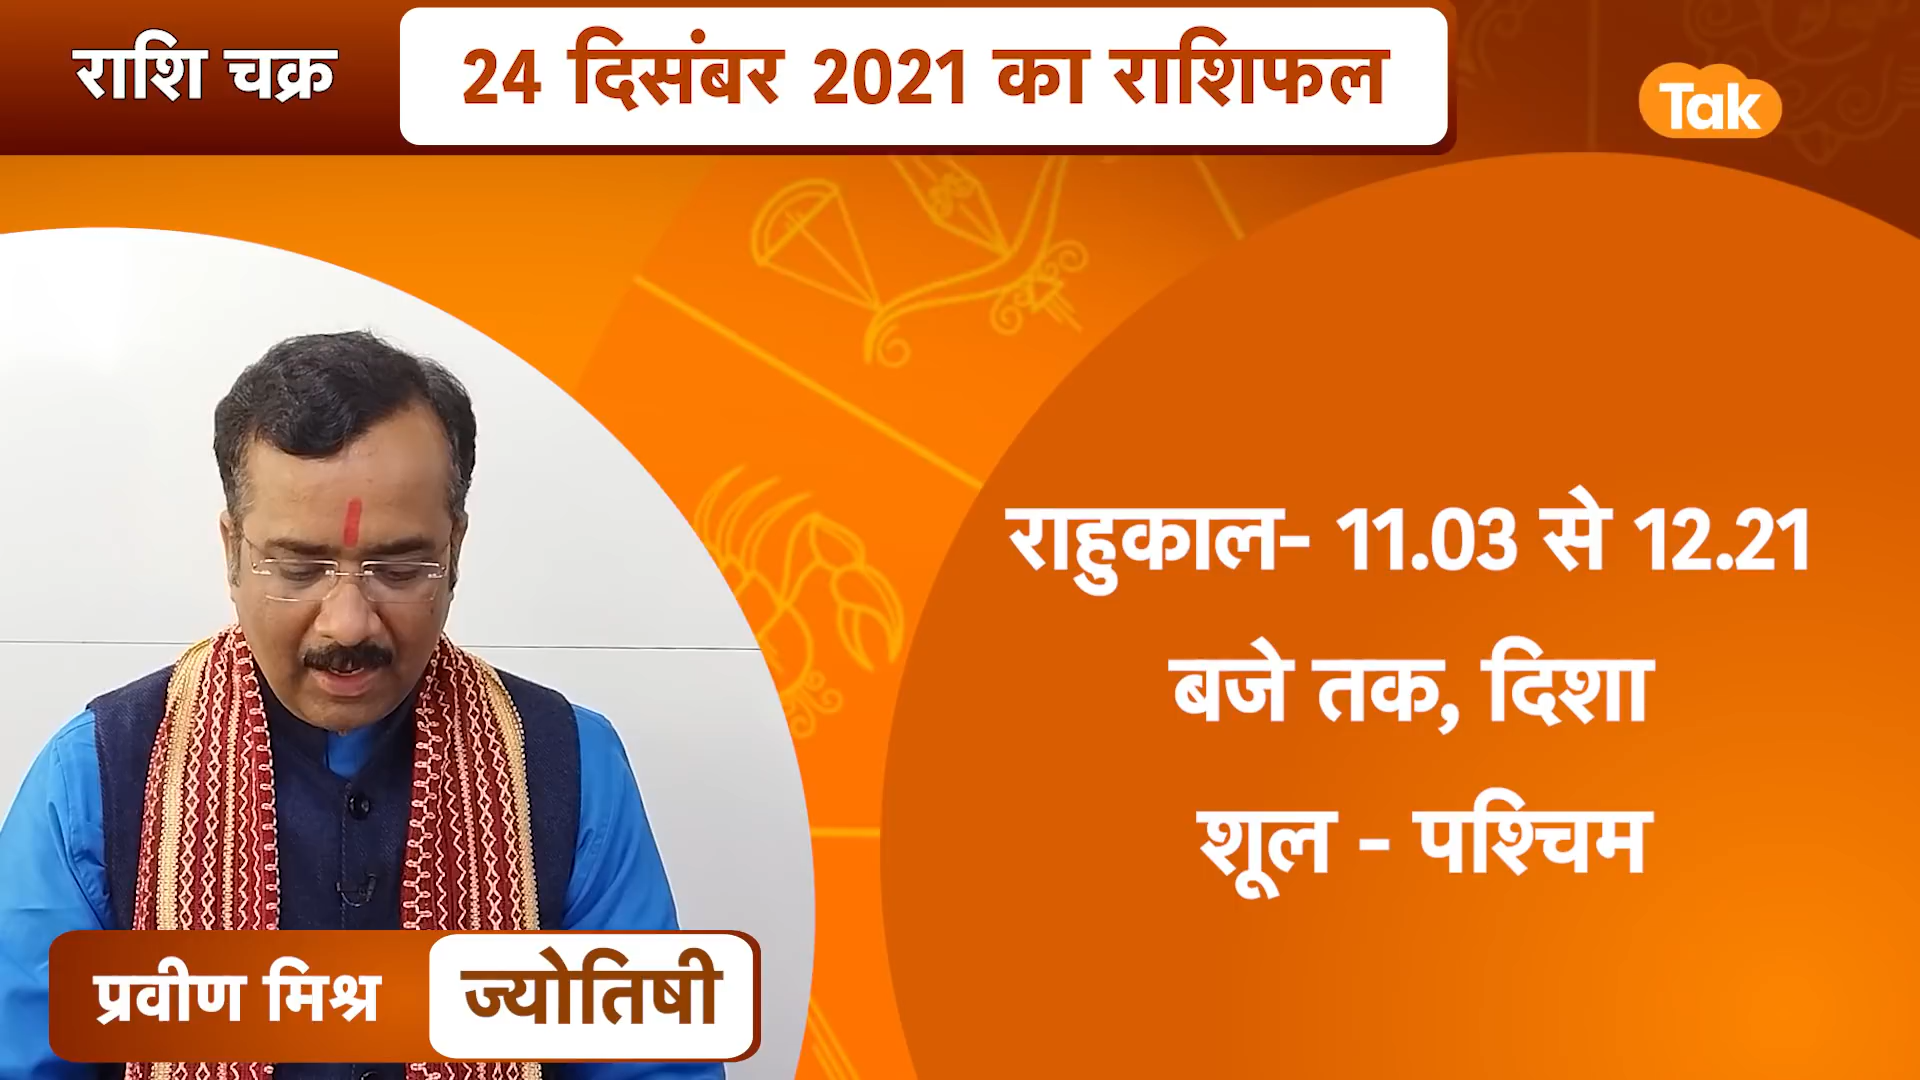 राशि चक्र
24 दिसंबर 2021 का राशिफल
Tak
राहुकाल- 11.03 से 12.21
बजे तक, दिशा
शूल - पश्चिम
प्रवीण मिश्र
ज्योतिषी